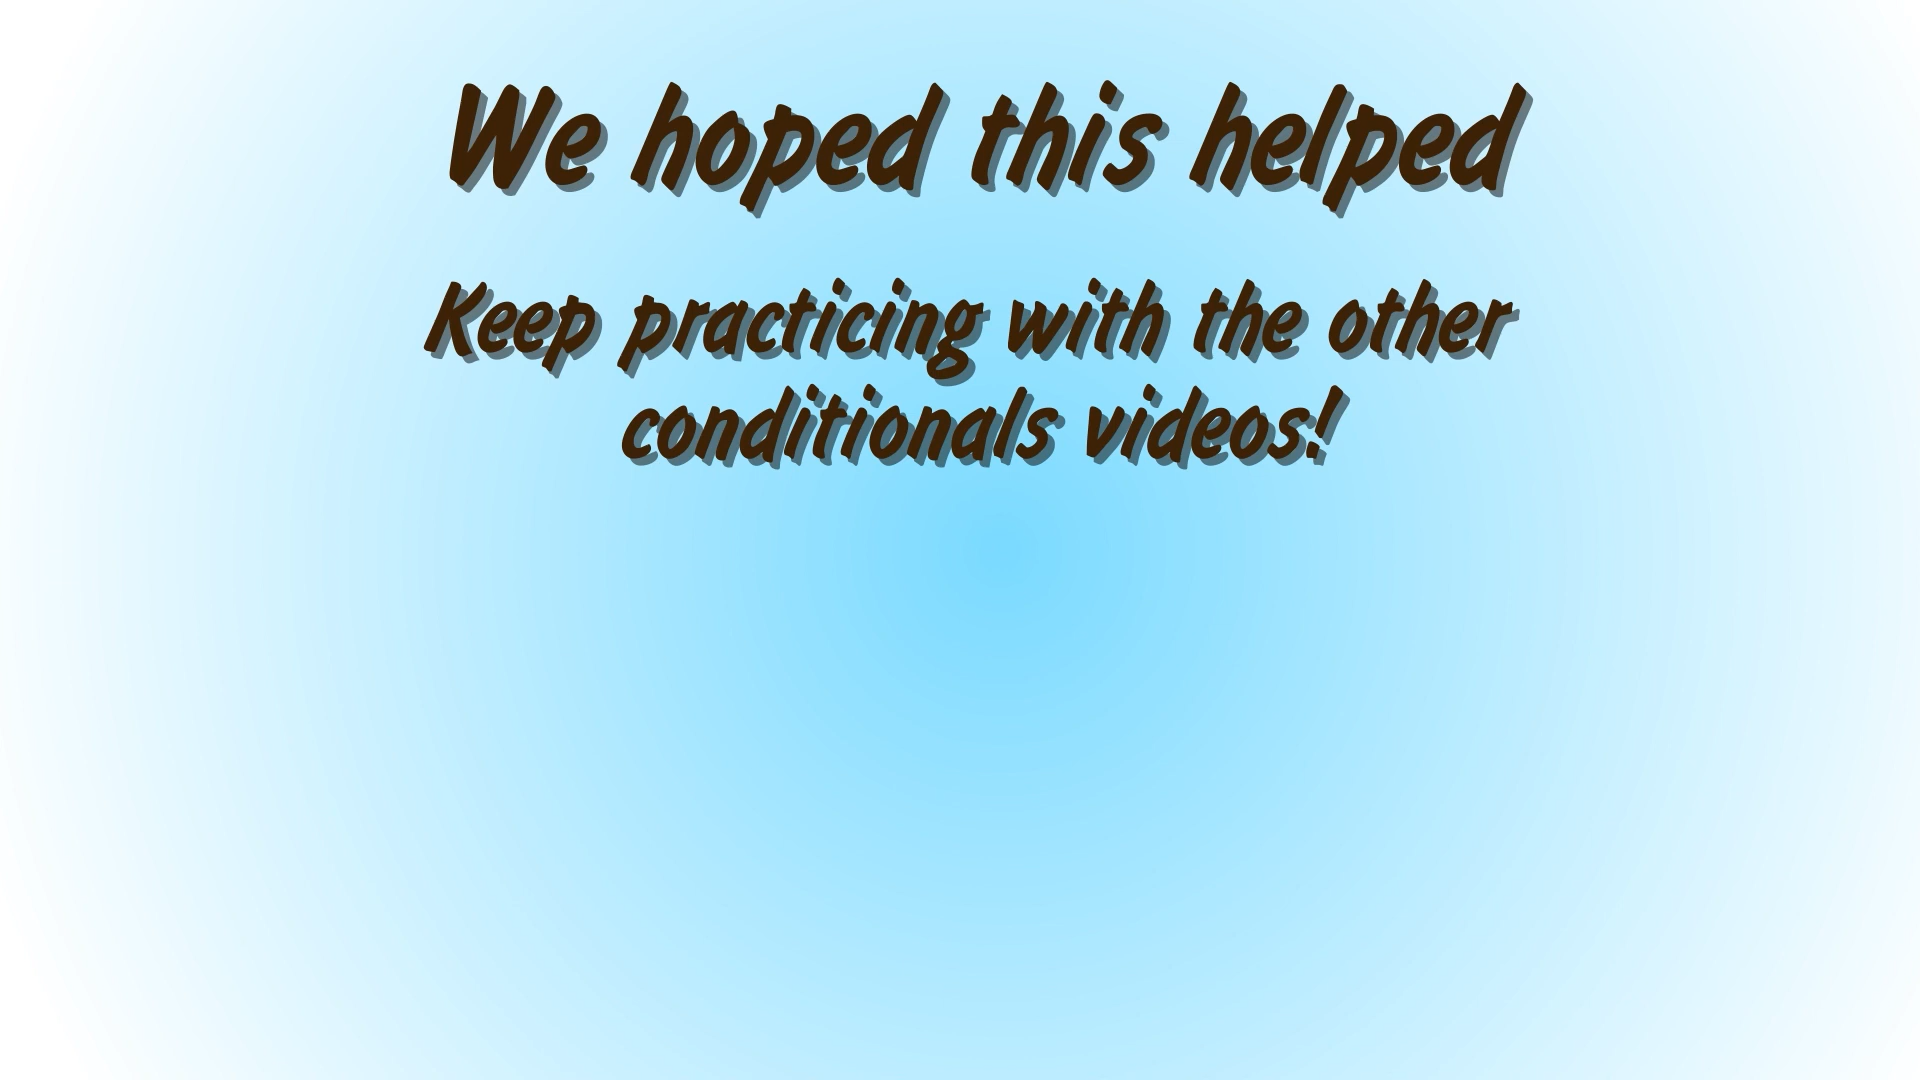 We hoped this helped
Keep practicing with the other
conditionals videos!